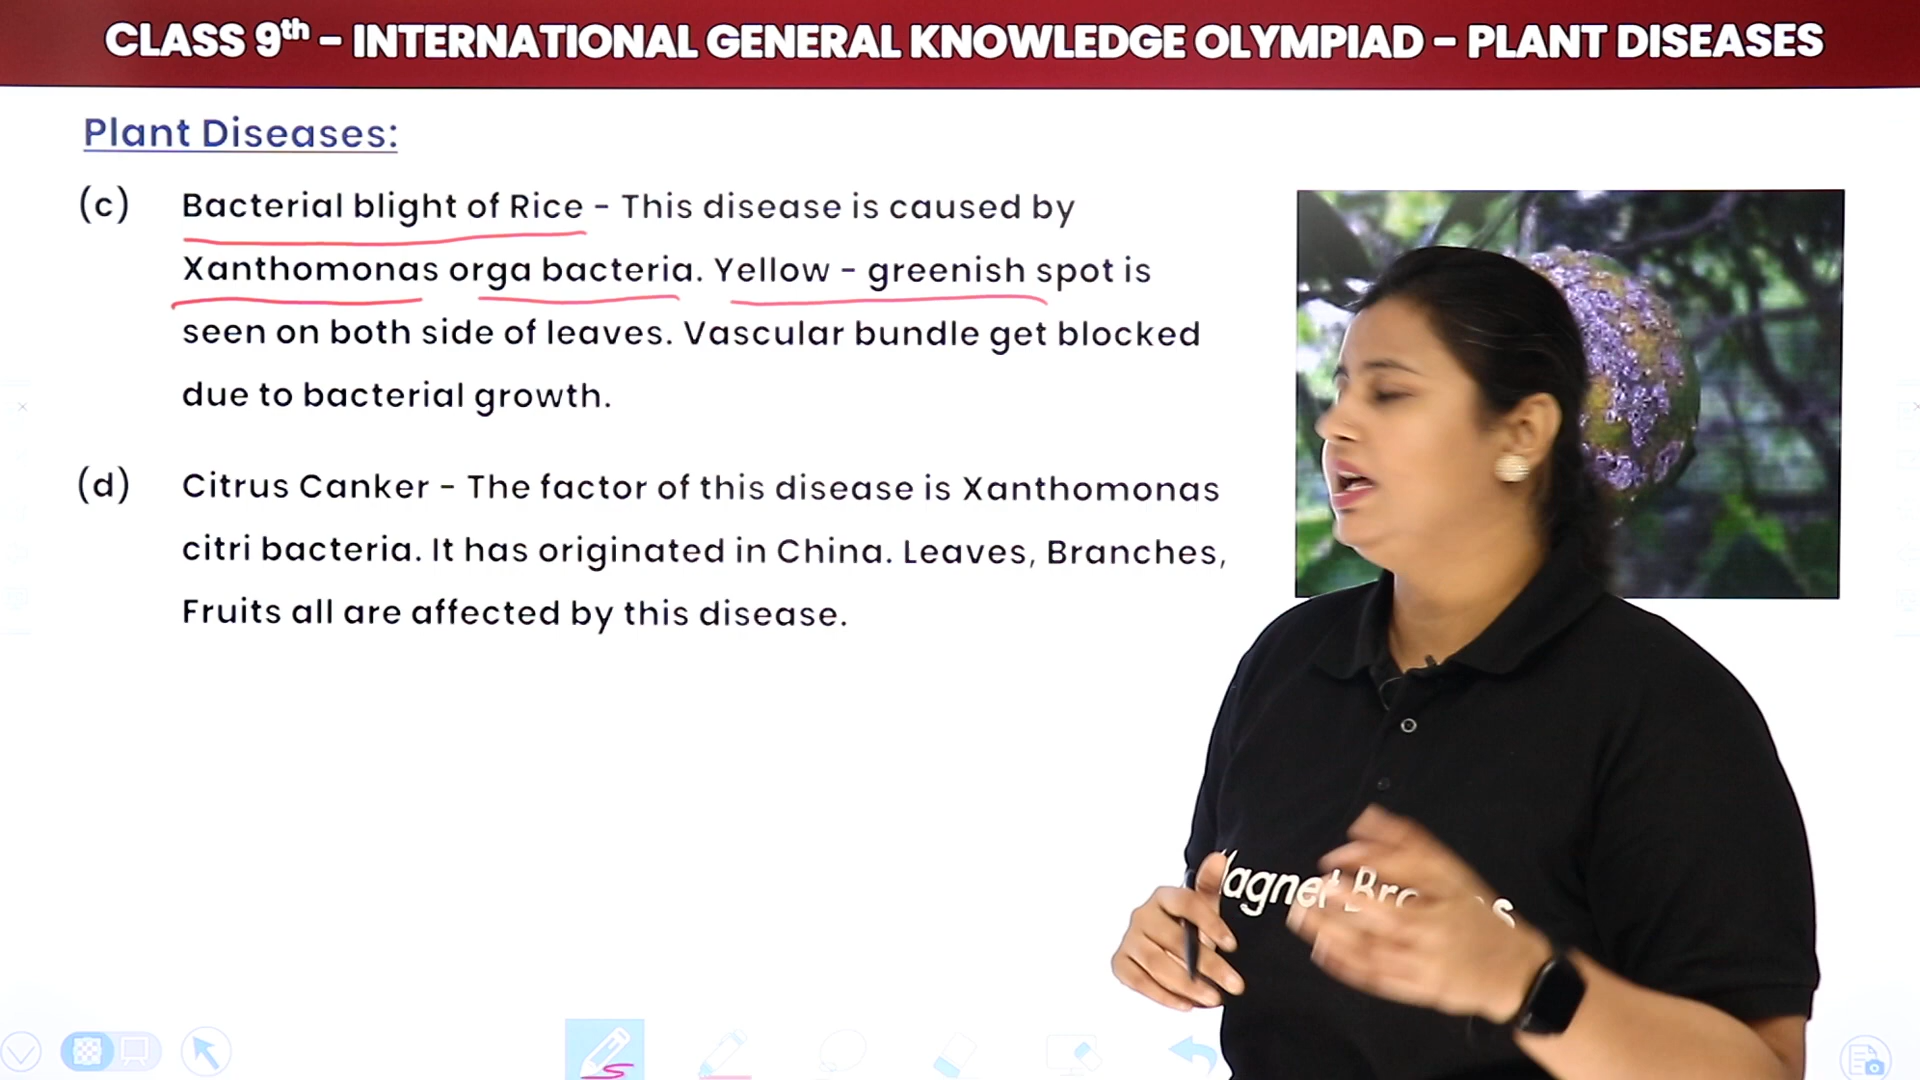 CLASS 9th - INTERNATIONAL GENERAL KNOWLEDGE OLYMPIAD - PLANT DISEASES
Plant Diseases:
(c) Bacterial blight of Rice - This disease is caused by
Xanthomonas orga bacteria. Yellow - greenish spot is
seen on both side of leaves. Vascular bundle get blocked
due to bacterial growth.
(d) Citrus Canker - The factor of this disease is Xanthomonas
citri bacteria. It has originated in China. Leaves, Branches,
Fruits all are affected by this disease.